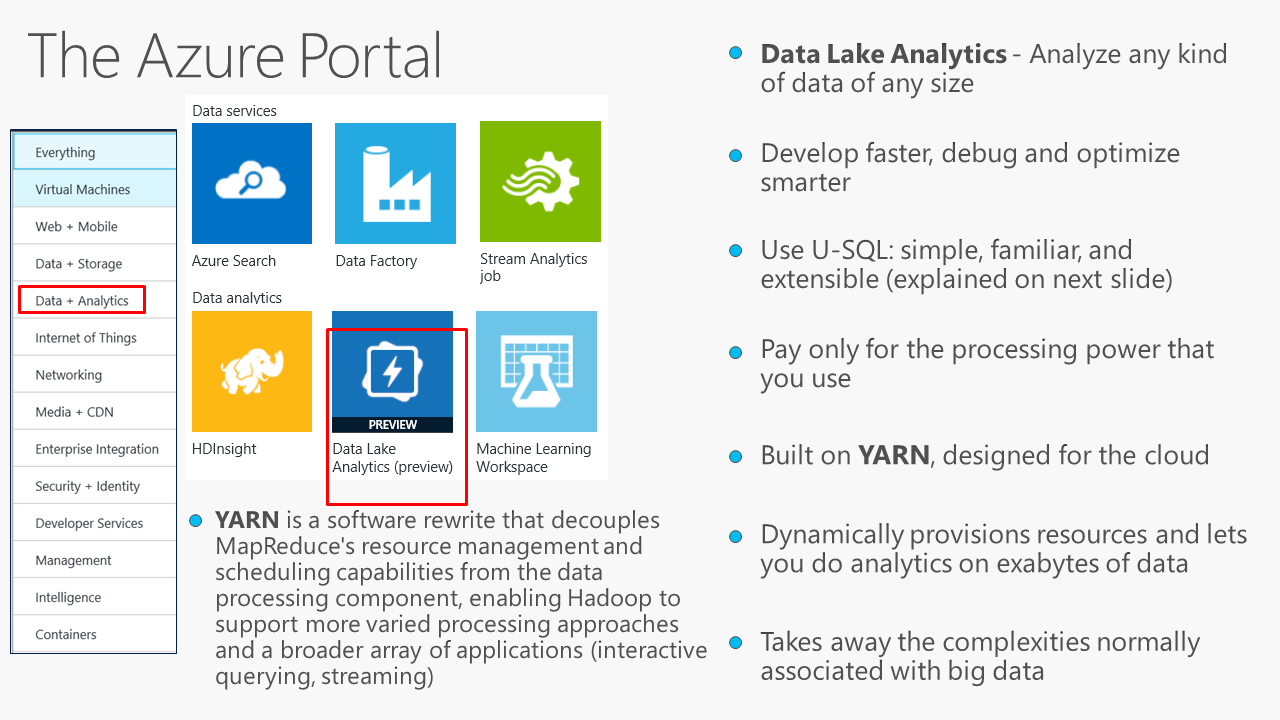 The Azure Portal
Everything
Virtual Machines
Web + Mobile
Data + Storage
Data + Analytics
Internet of Things
Networking
Media + CDN
Enterprise Integration
Security + Identity
Developer Services
Management
Intelligence
Containers
Data services
Azure Search
Data Factory
Stream Analytics
job
Data analytics
HDInsight
PREVIEW
Data Lake
Analytics (preview)
Machine Learning
Workspace
YARN is a software rewrite that decouples
MapReduce's resource management and
scheduling capabilities from the data
processing component, enabling Hadoop to
support more varied processing approaches
and a broader array of applications (interactive
querying, streaming)
Data Lake Analytics - Analyze any kind
of data of any size
Develop faster, debug and optimize
smarter
Use U-SQL: simple, familiar, and
extensible (explained on next slide)
Pay only for the processing power that
you use
Built on YARN, designed for the cloud
Dynamically provisions resources and lets
you do analytics on exabytes of data
Takes away the complexities normally
associated with big data